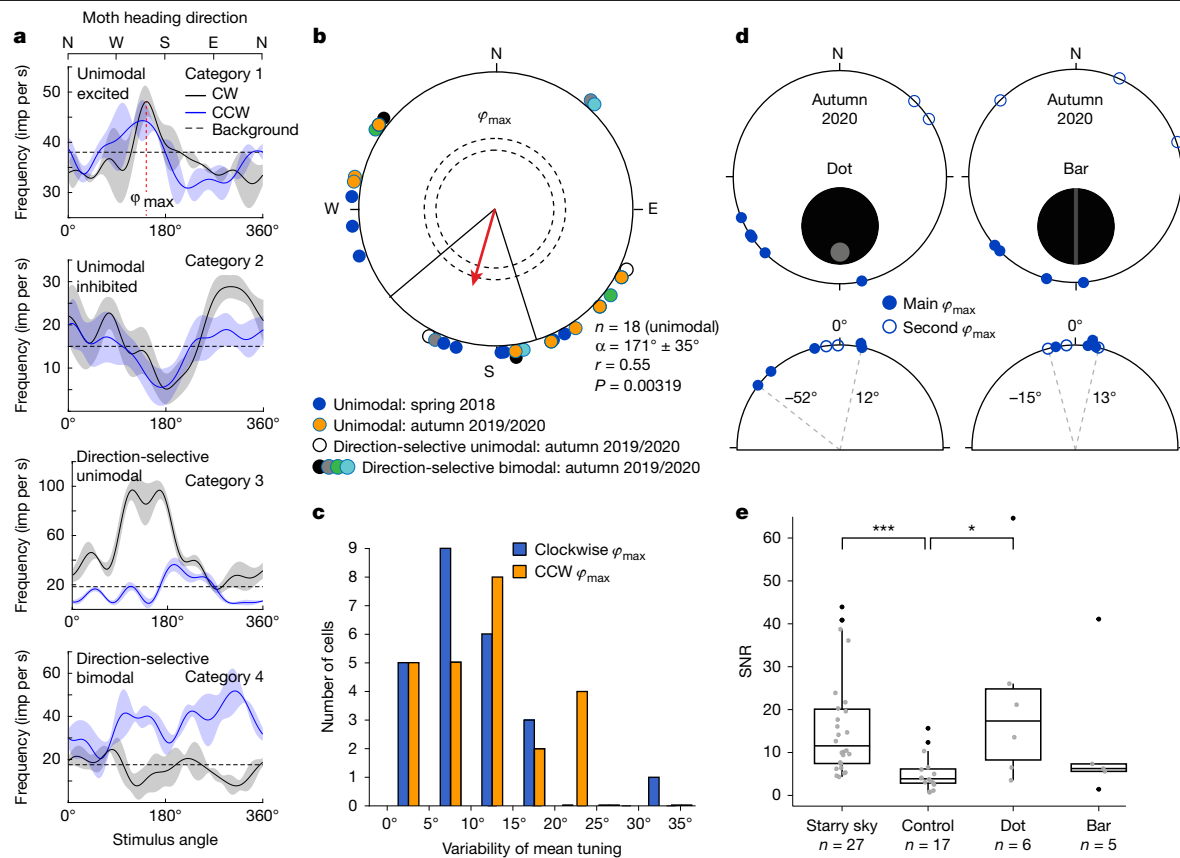 a
Moth heading direction
N W S E N
Unimodal excited
Category 1
CW
CCW
Background
Frequency (imp per s)
50
40
30
φmax
0° 180° 360°
Unimodal inhibited
Category 2
Frequency (imp per s)
30
20
10
0° 180° 360°
Direction-selective unimodal
Category 3
Frequency (imp per s)
100
60
20
0° 180° 360°
Direction-selective bimodal
Category 4
Frequency (imp per s)
60
40
20
0° 180° 360°
Stimulus angle
b
N
φmax
W
E
S
n = 18 (unimodal)
α = 171° ± 35°
r = 0.55
P = 0.00319
Unimodal: spring 2018
Unimodal: autumn 2019/2020
Direction-selective unimodal: autumn 2019/2020
Direction-selective bimodal: autumn 2019/2020
c
Clockwise φmax
CCW φmax
Number of cells
9
8
7
6
5
4
3
2
1
0
0° 5° 10° 15° 20° 25° 30° 35°
Variability of mean tuning
d
N N
Autumn 2020
Autumn 2020
Dot
Bar
Main φmax
Second φmax
0° 0°
−52° 12°
−15° 13°
e
*** *
SNR
60
50
40
30
20
10
0
Starry sky Control Dot Bar
n = 27 n = 17 n = 6 n = 5